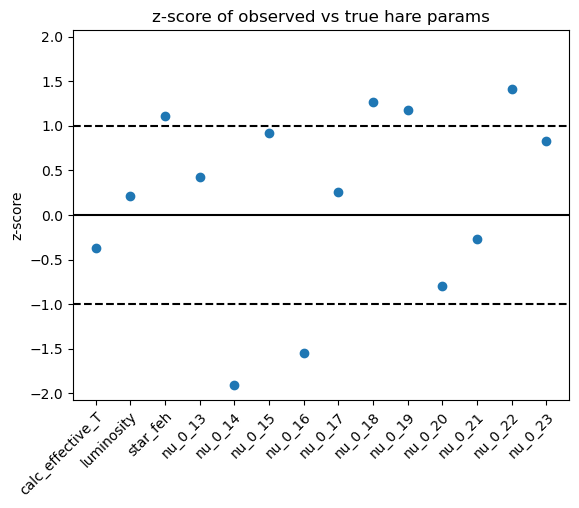 z-score of observed vs true hare params
z-score
2.0
1.5
1.0
0.5
0.0
−0.5
−1.0
−1.5
−2.0
calc_effective_T
luminosity
star_feh
nu_0_13
nu_0_14
nu_0_15
nu_0_16
nu_0_17
nu_0_18
nu_0_19
nu_0_20
nu_0_21
nu_0_22
nu_0_23